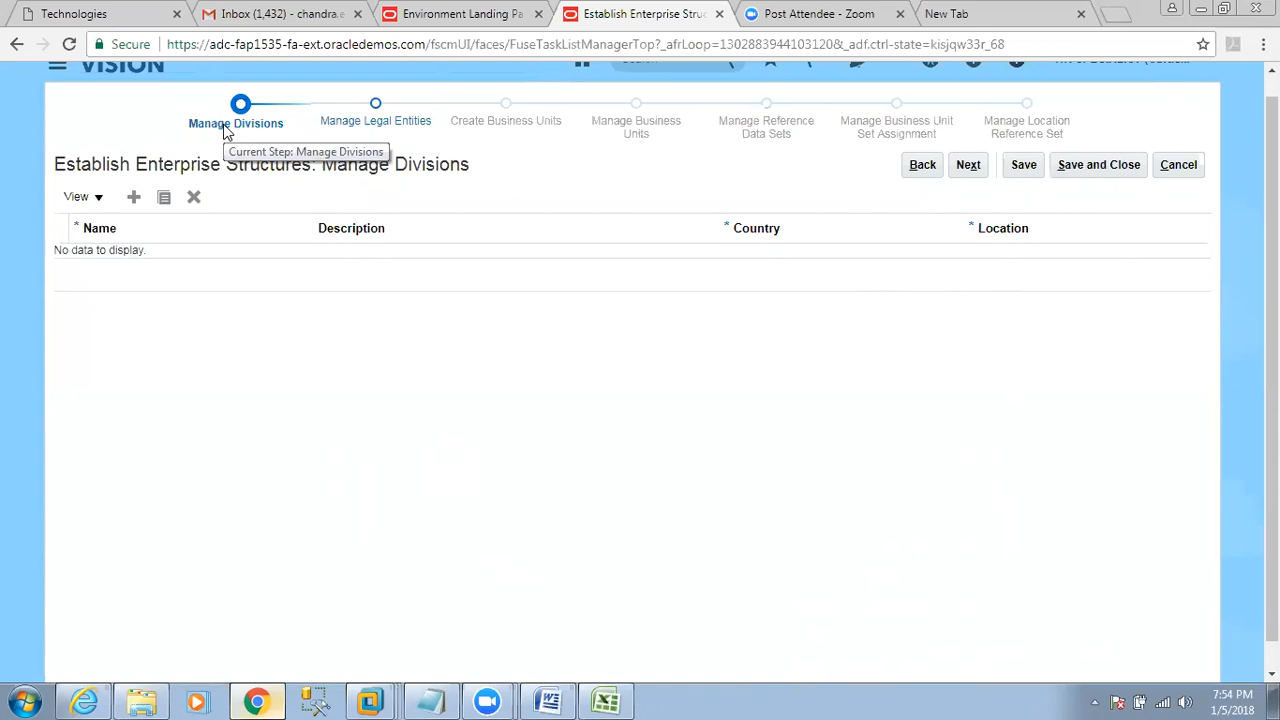 Technologies
Inbox (1,432) - chandra.e
Environment Landing Pa
Establish Enterprise Struc
Post Attendee - Zoom
New Tab
Secure
https://adc-fap1535-fa-ext.oracledemos.com/fscmUI/faces/FuseTaskListManagerTop?_afrLoop=1302883944103120&_adf.ctrl-state=kisjqw33r_68
VISION
Manage Divisions
Manage Legal Entities
Create Business Units
Manage Business
Units
Manage Reference
Data Sets
Manage Business Unit
Set Assignment
Manage Location
Reference Set
Current Step: Manage Divisions
Establish Enterprise Structures: Manage Divisions
Back
Next
Save
Save and Close
Cancel
View
* Name
Description
* Country
* Location
No data to display.
7:54 PM
1/5/2018